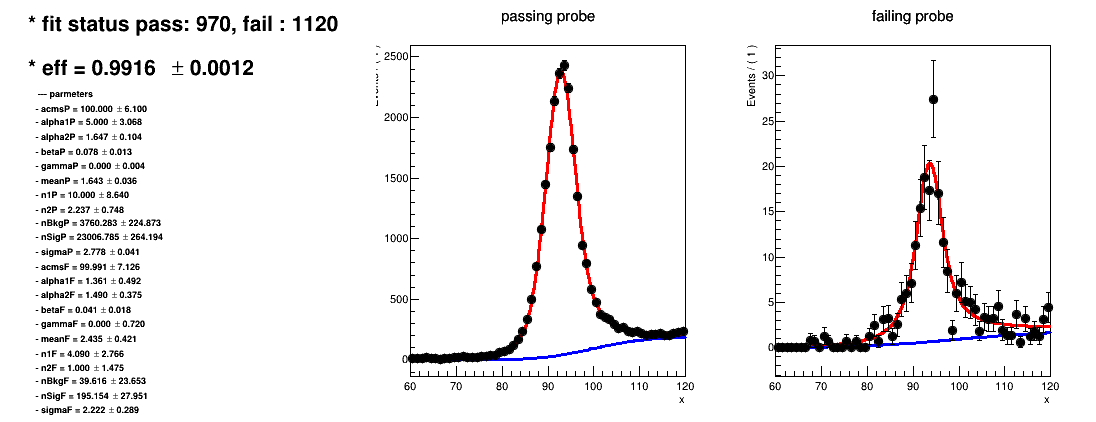 * fit status pass: 970, fail : 1120
* eff = 0.9916 ± 0.0012
--- parmeters
- acmsP = 100.000 ± 6.100
- alpha1P = 5.000 ± 3.068
- alpha2P = 1.647 ± 0.104
- betaP = 0.078 ± 0.013
- gammaP = 0.000 ± 0.004
- meanP = 1.643 ± 0.036
- n1P = 10.000 ± 8.640
- n2P = 2.237 ± 0.748
- nBkgP = 3760.283 ± 224.873
- nSigP = 23006.785 ± 264.194
- sigmaP = 2.778 ± 0.041
- acmsF = 99.991 ± 7.126
- alpha1F = 1.361 ± 0.492
- alpha2F = 1.490 ± 0.375
- betaF = 0.041 ± 0.018
- gammaF = 0.000 ± 0.720
- meanF = 2.435 ± 0.421
- n1F = 4.090 ± 2.766
- n2F = 1.000 ± 1.475
- nBkgF = 39.616 ± 23.653
- nSigF = 195.154 ± 27.951
- sigmaF = 2.222 ± 0.289
passing probe
2500
2000
1500
1000
500
0
60 70 80 90 100 110 120
x
failing probe
Events / ( 1 )
30
25
20
15
10
5
0
60 70 80 90 100 110 120
x